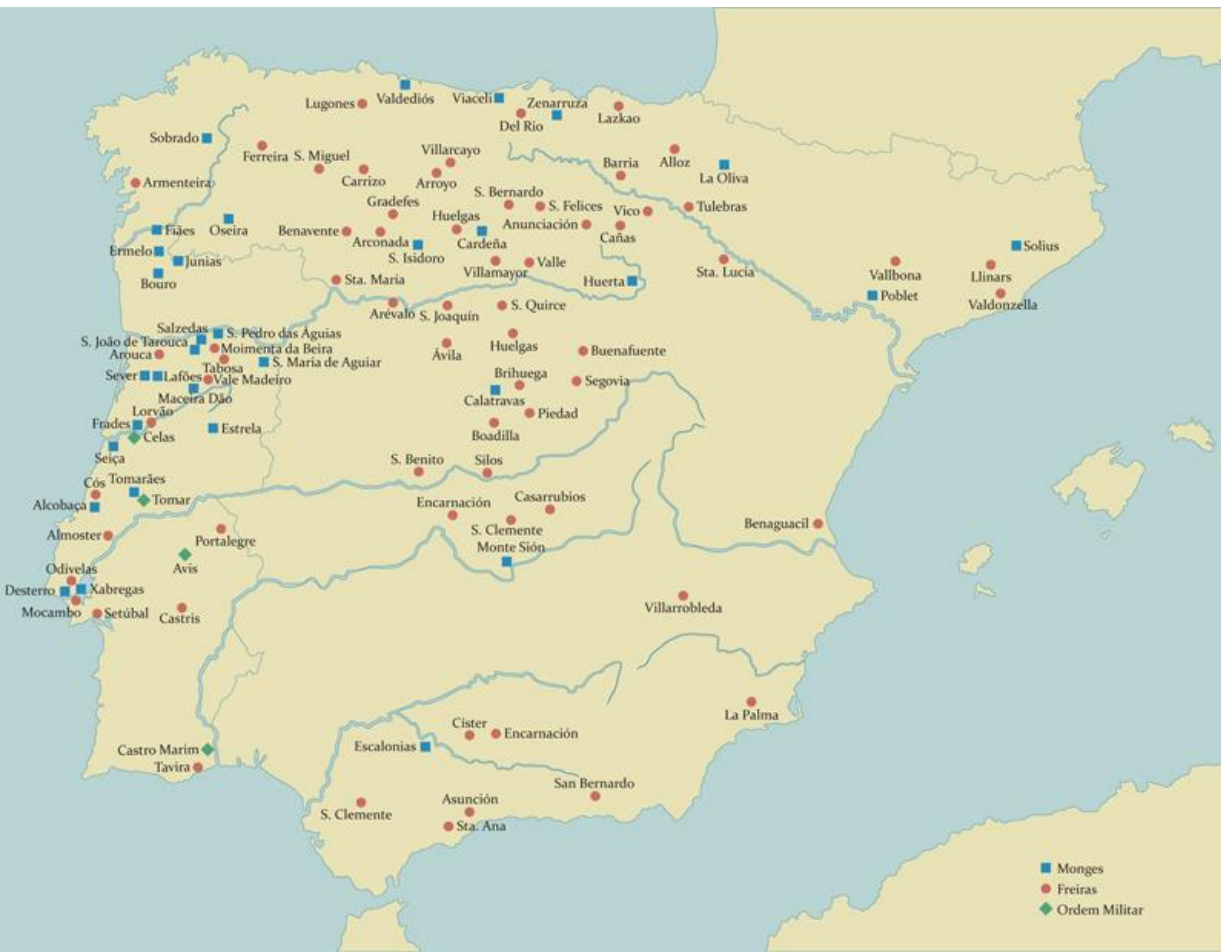 Lugones
Valdediós
Viaceli
Zenarruza
Del Rio
Lazkao
Sobrado
Ferreira
S. Miguel
Villarcayo
Carrizo
Arroyo
Barria
Alloz
La Oliva
Armenteira
Gradefes
S. Bernardo
S. Felices
Huelgas
Anunciación
Vico
Tulebras
Fiães
Oseira
Benavente
Arconada
Cardeña
Cañas
S. Isidoro
Ermelo
Junias
Bouro
Villamayor
Valle
Sta. Lucía
Solius
Vallbona
Llinars
Sta. María
Huerta
Poblet
Valdonzella
Arévalo
S. Joaquín
S. Quirce
Salzedas
S. Pedro das Águias
S. João de Tarouca
Moimenta da Beira
Arouca
Tabosa
S. Maria de Aguiar
Ávila
Huelgas
Buenafuente
Sever
Lafões
Vale Madeiro
Maceira Dão
Brihuega
Segovia
Calatravas
Lorvão
Frades
Celas
Estrela
Piedad
Boadilla
Seiça
S. Benito
Silos
Cós
Tomarães
Alcobaça
Tomar
Encarnación
Casarrubios
S. Clemente
Almoster
Portalegre
Monte Sión
Benaguacil
Avis
Odivelas
Desterro
Xabregas
Mocambo
Setúbal
Castris
Villarrobleda
La Palma
Castro Marim
Tavira
Císter
Encarnación
Escalonias
San Bernardo
S. Clemente
Asunción
Sta. Ana
Monges
Freiras
Ordem Militar